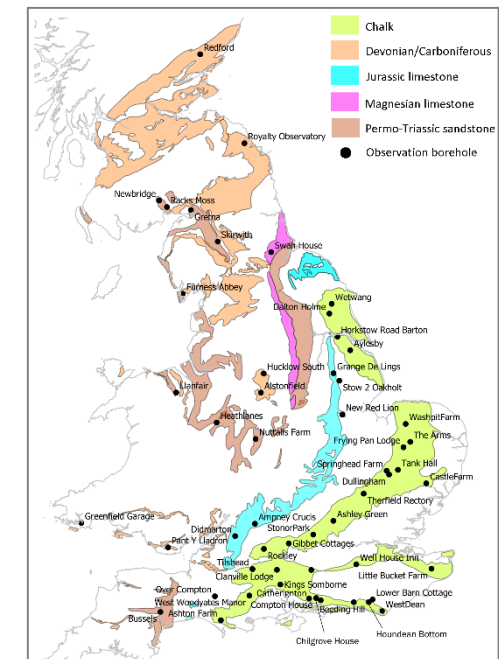 Chalk
Devonian/Carboniferous
Jurassic limestone
Magnesian limestone
Permo-Triassic sandstone
Observation borehole
Redford
Royalty Observatory
Newbridge
Racks Moss
Gretna
Skirwith
Swan House
Furness Abbey
Wetwang
Dalton Holme
Horkstow Road Barton
Aylesby
Hucklow South
Grange De Lings
Llanfair
Alstonfield
Stow 2 Oakholt
New Red Lion
Heathlanes
WashpitFarm
Nuttalls Farm
Frying Pan Lodge
The Arms
Springhead Farm
Tank Hall
Dullingham
CastleFarm
Therfield Rectory
Greenfield Garage
Ampney Crucis
Ashley Green
Didmarton
StonorPark
Pant Y Lladron
Gibbet Cottages
Rockley
Tilshead
Well House Inn
Clanville Lodge
Little Bucket Farm
Over Compton
Kings Somborne
West Woodyates Manor
Catherignton
Lower Barn Cottage
Ashton Farm
Compton House
Beeding Hill
WestDean
Bussels
Houndean Bottom
Chilgrove House